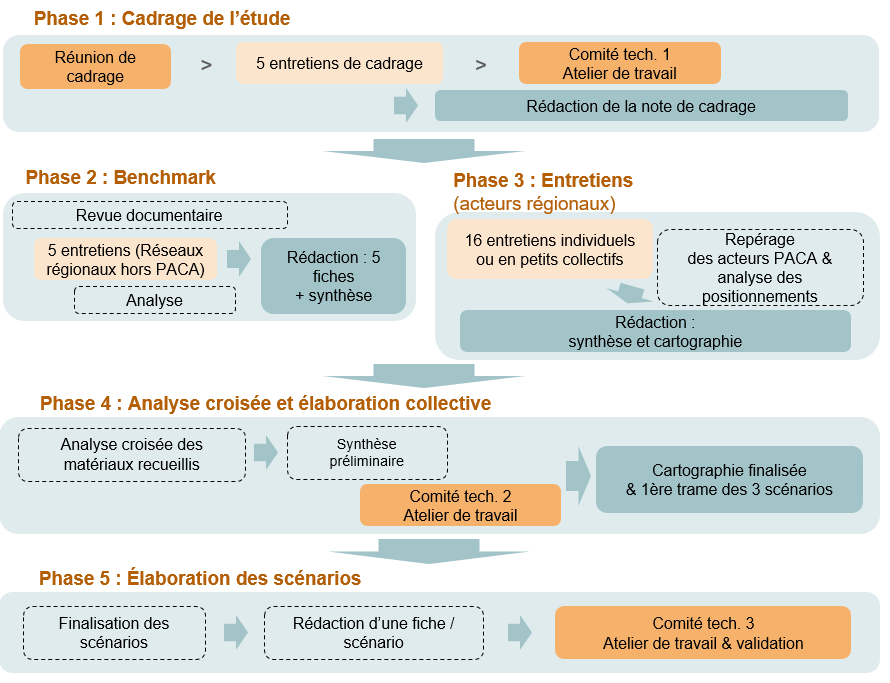 Phase 1 : Cadrage de l’étude
Réunion de
cadrage
>
5 entretiens de cadrage
>
Comité tech. 1
Atelier de travail
Rédaction de la note de cadrage
Phase 2 : Benchmark
Revue documentaire
5 entretiens (Réseaux
régionaux hors PACA)
Analyse
Rédaction : 5
fiches
+ synthèse
Phase 3 : Entretiens
(acteurs régionaux)
16 entretiens individuels
ou en petits collectifs
Repérage
des acteurs PACA &
analyse des
positionnements
Rédaction :
synthèse et cartographie
Phase 4 : Analyse croisée et élaboration collective
Analyse croisée des
matériaux recueillis
Synthèse
préliminaire
Comité tech. 2
Atelier de travail
Cartographie finalisée
& 1ère trame des 3 scénarios
Phase 5 : Élaboration des scénarios
Finalisation des
scénarios
Rédaction d’une fiche /
scénario
Comité tech. 3
Atelier de travail & validation